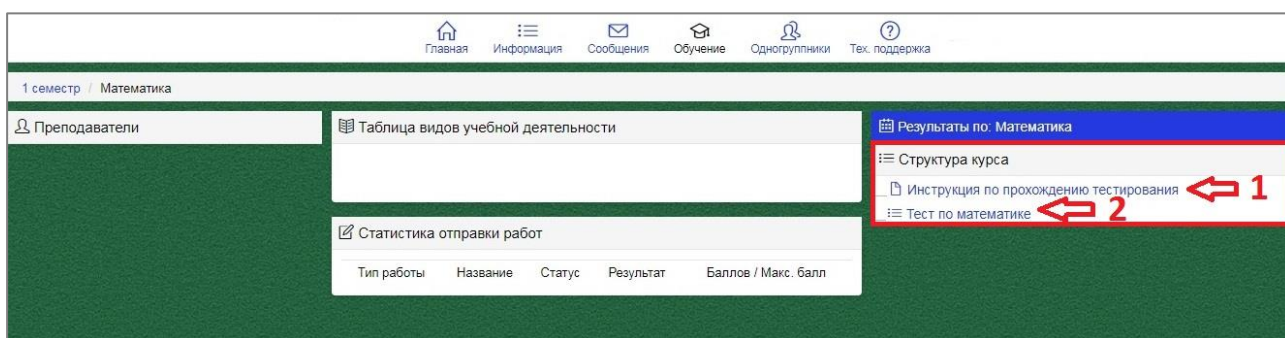 Главная Информация Сообщения Обучение Одногруппники Тех. поддержка
1 семестр / Математика
Преподаватели
Таблица видов учебной деятельности
Статистика отправки работ
Тип работы Название Статус Результат Баллов / Макс. балл
Результаты по: Математика
Структура курса
Инструкция по прохождению тестирования 1
Тест по математике 2